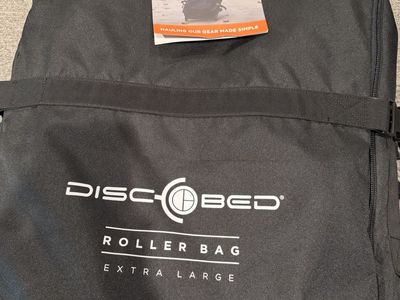 HAULING OUR GEAR MADE SIMPLE
DISC-O-BED®
ROLLER BAG
EXTRA LARGE